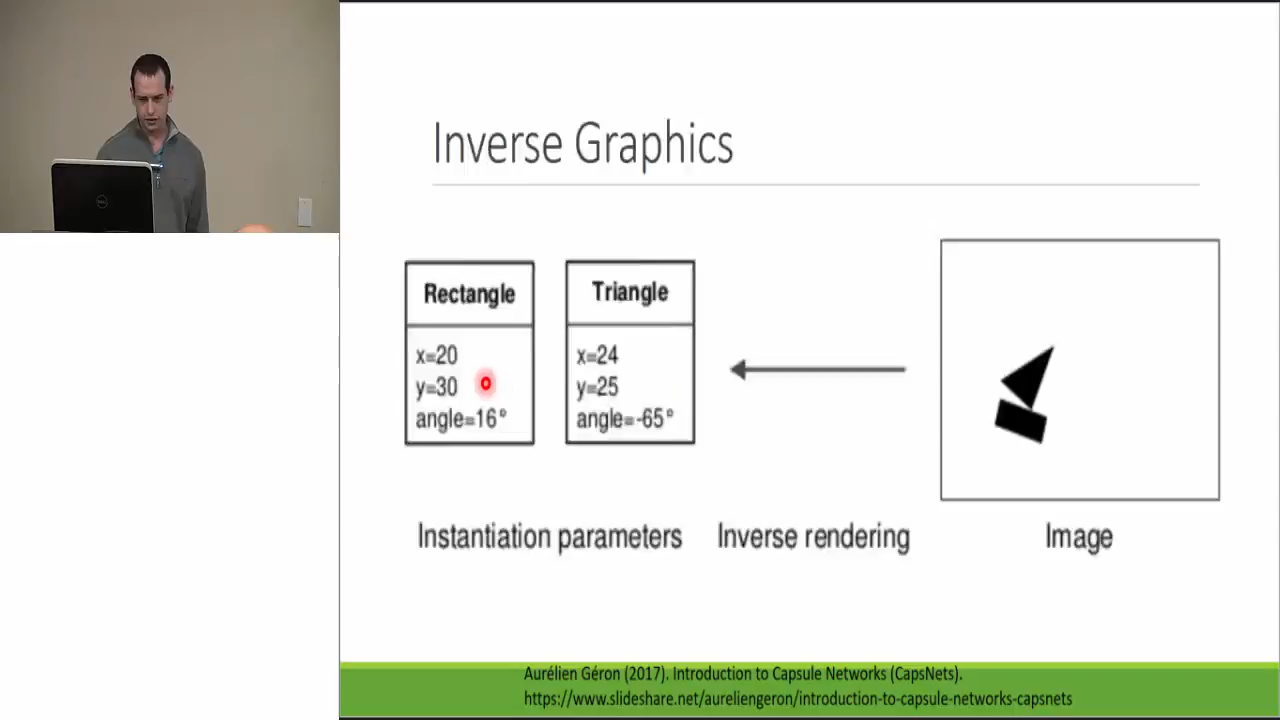 Inverse Graphics
Rectangle
x=20
y=30
angle=16°
Triangle
x=24
y=25
angle=-65°
Instantiation parameters
Inverse rendering
Image
Aurélien Géron (2017). Introduction to Capsule Networks (CapsNets).
https://www.slideshare.net/aureliengeron/introduction-to-capsule-networks-capsnets